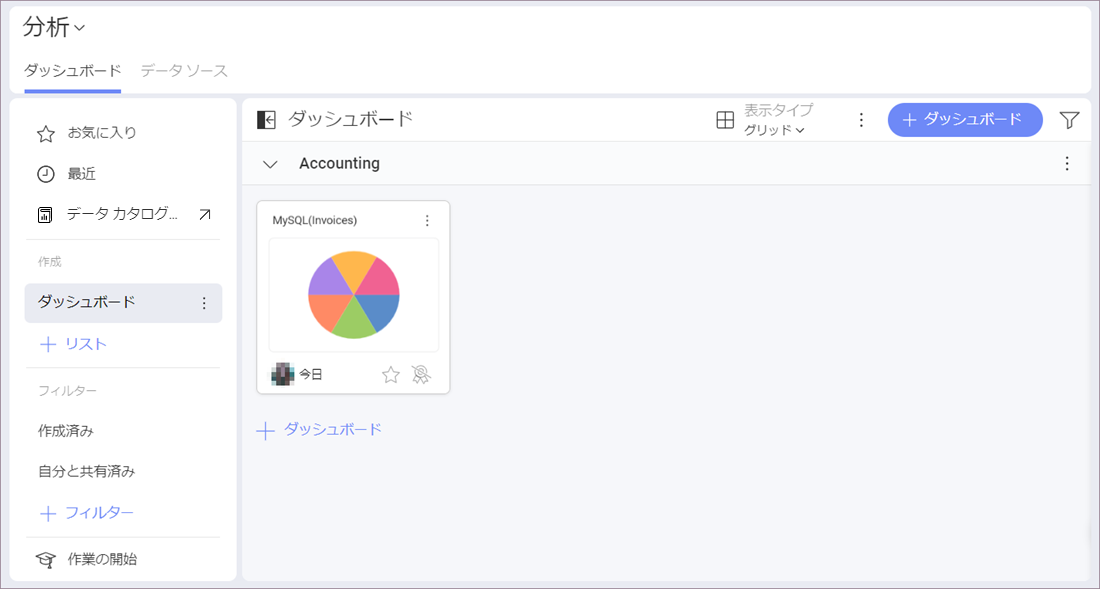 分析
ダッシュボード データ ソース
お気に入り
最近
データ カタログ...
作成
ダッシュボード
リスト
フィルター
作成済み
自分と共有済み
フィルター
作業の開始
ダッシュボード
表示タイプ
グリッド
ダッシュボード
Accounting
MySQL(Invoices)
今日
ダッシュボード